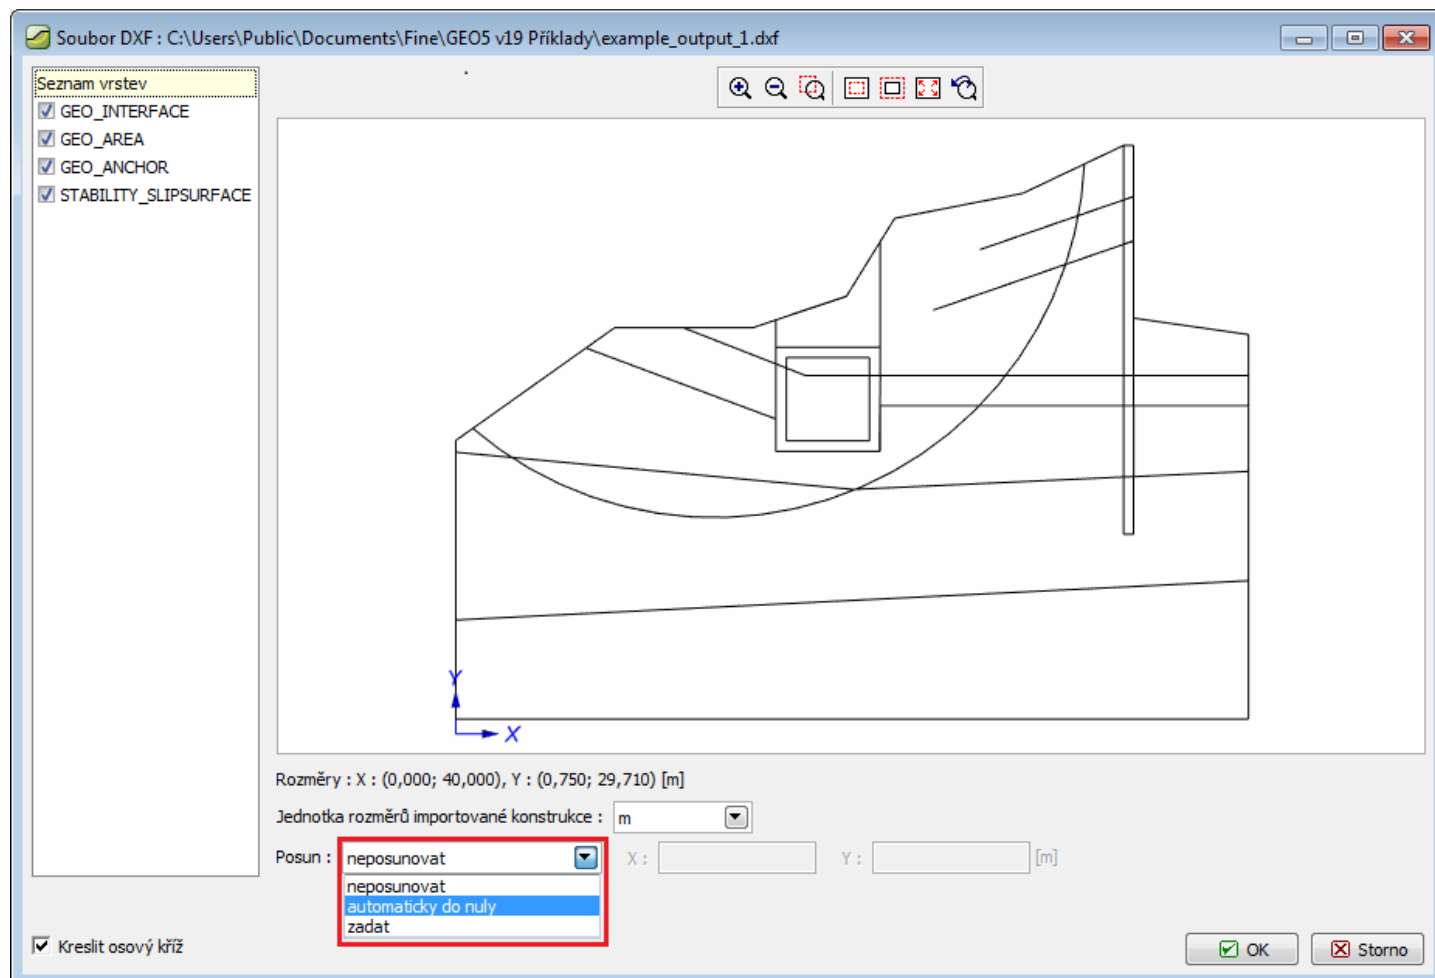 Soubor DXF : C:\Users\Public\Documents\Fine\GEO5 v19 Příklady\example_output_1.dxf
Seznam vrstev
GEO_INTERFACE
GEO_AREA
GEO_ANCHOR
STABILITY_SLIPSURFACE
Y
X
Rozměry : X : (0,000; 40,000), Y : (0,750; 29,710) [m]
Jednotka rozměrů importované konstrukce : m
Posun : neposunovat X : Y : [m]
neposunovat
automaticky do nuly
zadat
Kreslit osový kříž
OK Storno